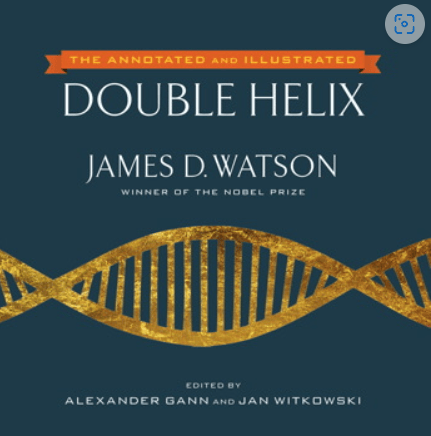 THE ANNOTATED AND ILLUSTRATED
DOUBLE HELIX
JAMES D. WATSON
WINNER OF THE NOBEL PRIZE
EDITED BY
ALEXANDER GANN AND JAN WITKOWSKI